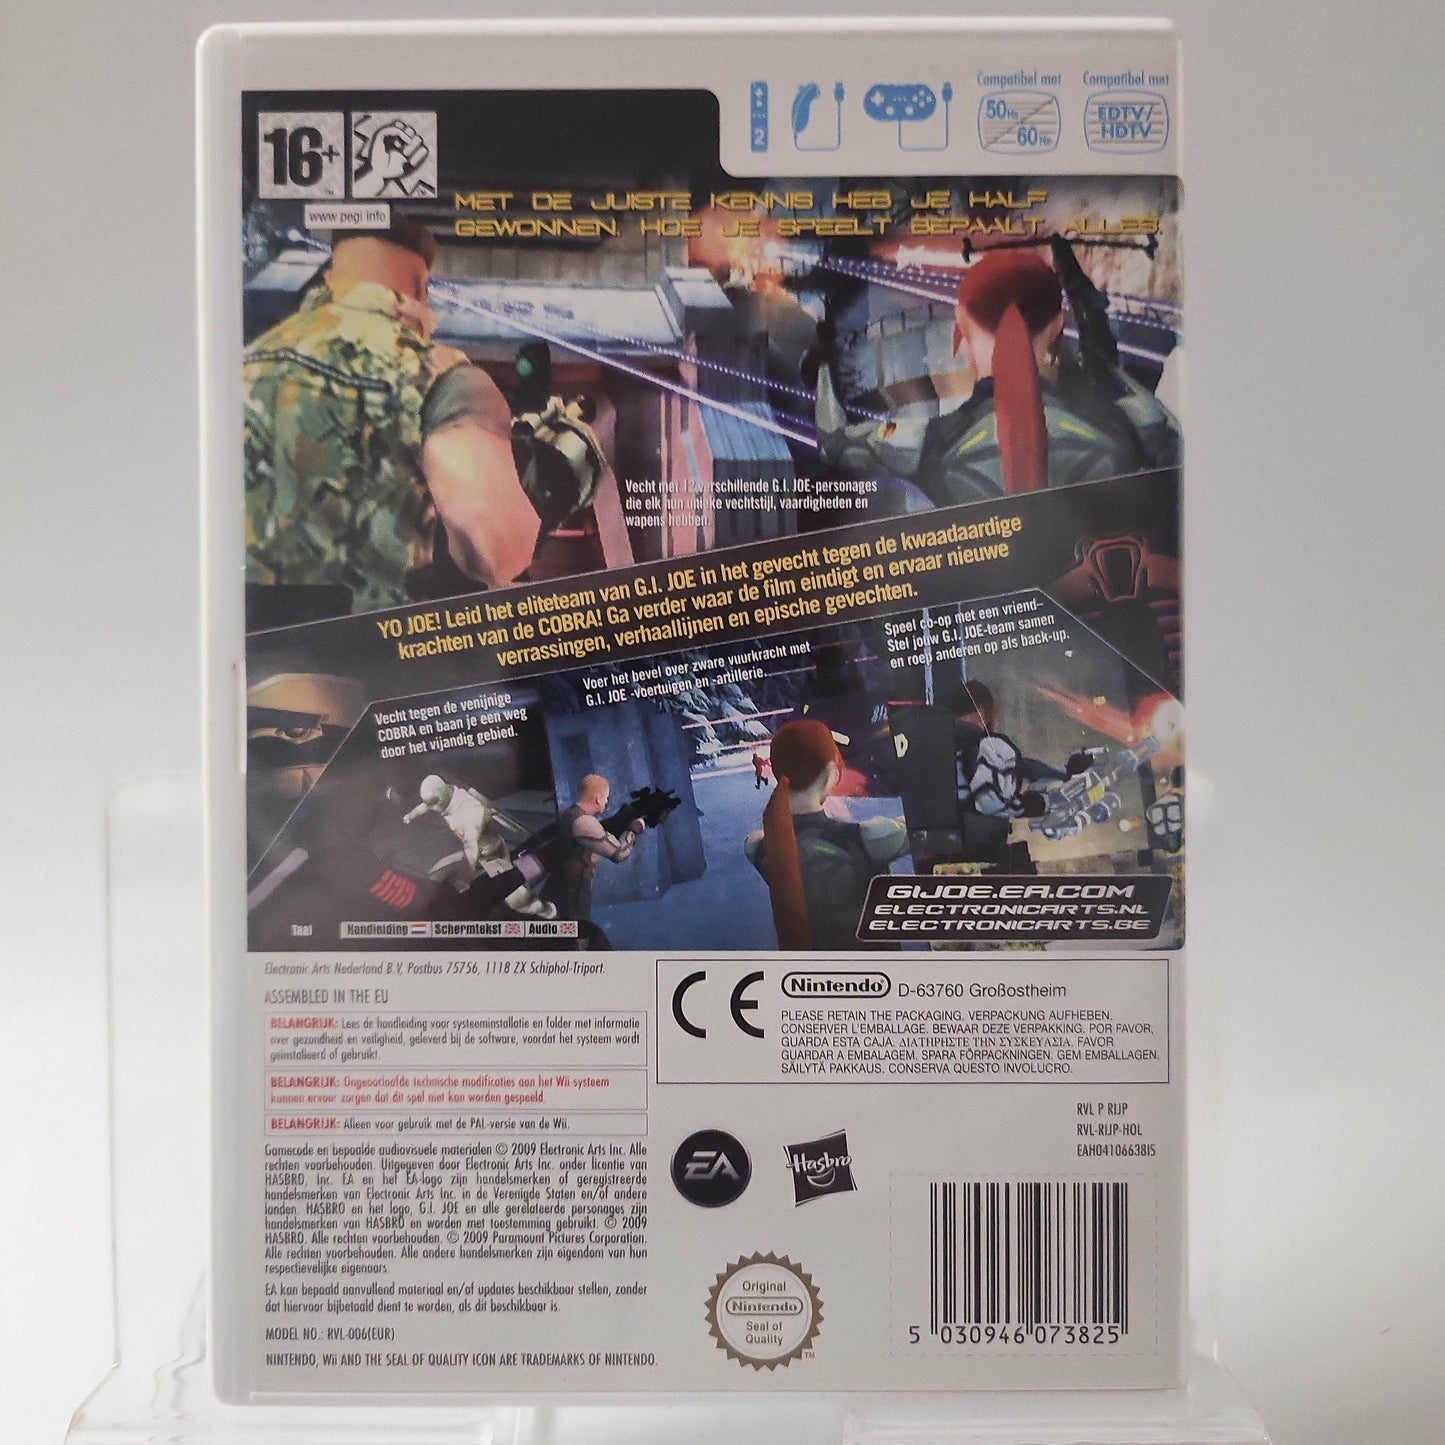 Compatibel met
Compatibel met
50Hz
60Hz
EDTV/
HDTV
2
16+
www.pegi.info
MET DE JUISTE KENNIS HEB JE HALF
GEWONNEN. HOE JE SPEELT BEPAALT ALLES.
Vecht met 12 verschillende G.I. JOE-personages
die elk hun unieke vechtstijl, vaardigheden en
wapens hebben.
YO JOE! Leid het eliteteam van G.I. JOE in het gevecht tegen de kwaadaardige
krachten van de COBRA! Ga verder waar de film eindigt en ervaar nieuwe
verrassingen, verhaallijnen en epische gevechten.
Speel co-op met een vriend–
Stel jouw G.I. JOE-team samen
en roep anderen op als back-up.
Voer het bevel over zware vuurkracht met
G.I. JOE -voertuigen en -artillerie.
Vecht tegen de venijnige
COBRA en baan je een weg
door het vijandig gebied.
GIJOE.EA.COM
ELECTRONICARTS.NL
ELECTRONICARTS.BE
Taal Handleiding Schermtekst Audio
Electronic Arts Nederland B.V, Postbus 75756, 1118 ZX Schiphol-Triport.
ASSEMBLED IN THE EU
BELANGRIJK: Lees de handleiding voor systeeminstallatie en folder met informatie
over gezondheid en veiligheid, geleverd bij de software, voordat het systeem wordt
geïnstalleerd of gebruikt.
BELANGRIJK: Ongeoorloofde technische modificaties aan het Wii-systeem
kunnen ervoor zorgen dat dit spel niet kan worden gespeeld.
BELANGRIJK: Alleen voor gebruik met de PAL-versie van de Wii.
Gamecode en bepaalde audiovisuele materialen © 2009 Electronic Arts Inc. Alle
rechten voorbehouden. Uitgegeven door Electronic Arts Inc. onder licentie van
HASBRO, Inc. EA en het EA-logo zijn handelsmerken of geregistreerde
handelsmerken van Electronic Arts Inc. in de Verenigde Staten en/of andere
landen. HASBRO en het logo, G.I. JOE en alle gerelateerde personages zijn
handelsmerken van HASBRO en worden met toestemming gebruikt. © 2009
HASBRO. Alle rechten voorbehouden. © 2009 Paramount Pictures Corporation.
Alle rechten voorbehouden. Alle andere handelsmerken zijn eigendom van hun
respectievelijke eigenaars.
EA kan bepaald aanvullend materiaal en/of updates beschikbaar stellen, zonder
dat hiervoor bijbetaald dient te worden, als dit beschikbaar is.
MODEL NO.: RVL-006(EUR)
NINTENDO, Wii AND THE SEAL OF QUALITY ICON ARE TRADEMARKS OF NINTENDO.
CE
Nintendo® D-63760 Großostheim
PLEASE RETAIN THE PACKAGING. VERPACKUNG AUFHEBEN.
CONSERVER L'EMBALLAGE. BEWAAR DEZE VERPAKKING. POR FAVOR,
GUARDA ESTA CAJA. ΔΙΑΤΗΡΗΣΤΕ ΤΗΝ ΣΥΣΚΕΥΑΣΙΑ. FAVOR
GUARDAR A EMBALAGEM. SPARA FÖRPACKNINGEN. GEM EMBALLAGEN.
SÄILYTÄ PAKKAUS. CONSERVA QUESTO INVOLUCRO.
RVL P RIJP
RVL-RIJP-HOL
EAH04106638IS
EA
Hasbro
Original
Nintendo
Seal of
Quality
TM
5 030946 073825